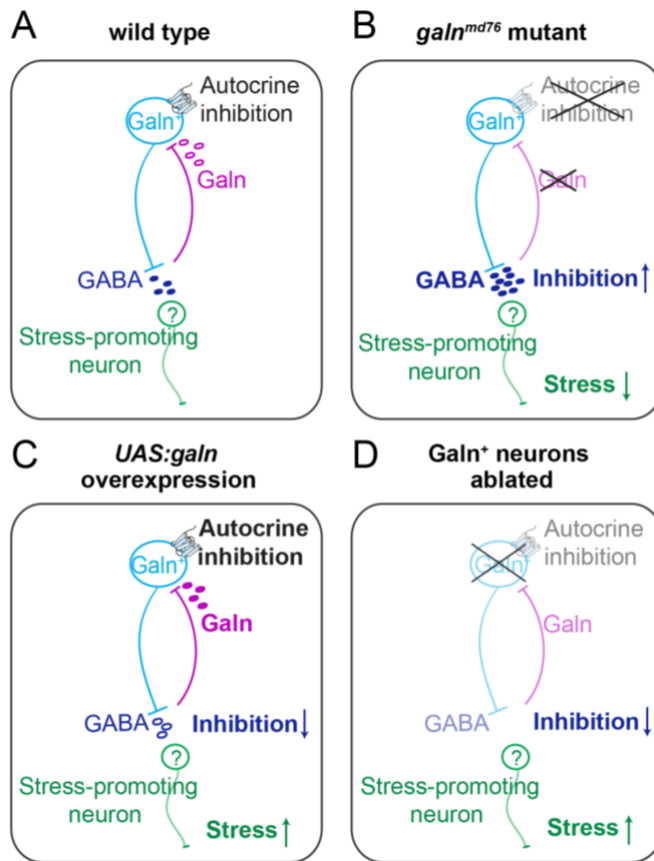 A
wild type
Galn+
Autocrine
inhibition
Galn
GABA
?
Stress-promoting
neuron
B
galnmd76 mutant
Galn+
Autocrine
inhibition
Galn
GABA
Inhibition↑
?
Stress-promoting
neuron
Stress↓
C
UAS:galn
overexpression
Galn+
Autocrine
inhibition
Galn
GABA
Inhibition↓
?
Stress-promoting
neuron
Stress↑
D
Galn+ neurons
ablated
Galn+
Autocrine
inhibition
Galn
GABA
Inhibition↓
?
Stress-promoting
neuron
Stress↑